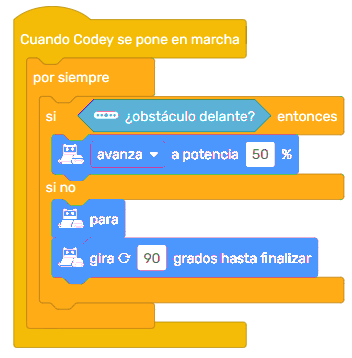 Cuando Codey se pone en marcha
por siempre
si ¿obstáculo delante? entonces
avanza a potencia 50 %
si no
para
gira 90 grados hasta finalizar